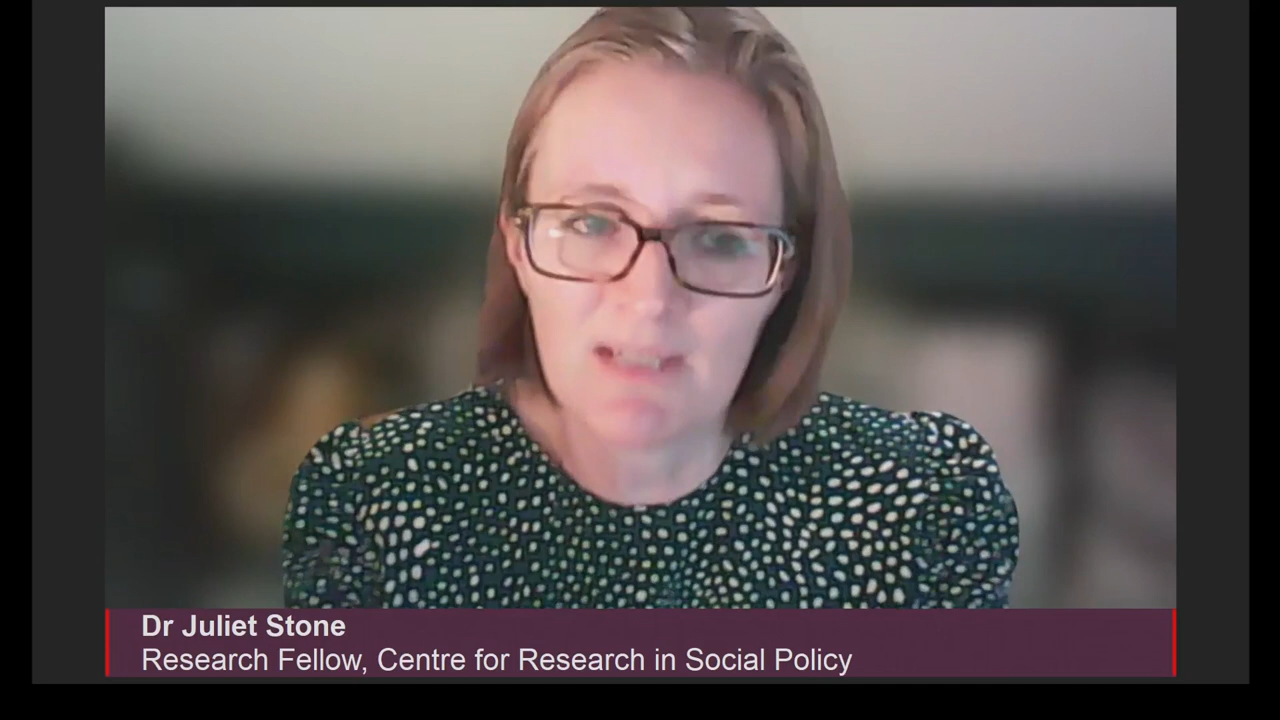 Dr Juliet Stone
Research Fellow, Centre for Research in Social Policy